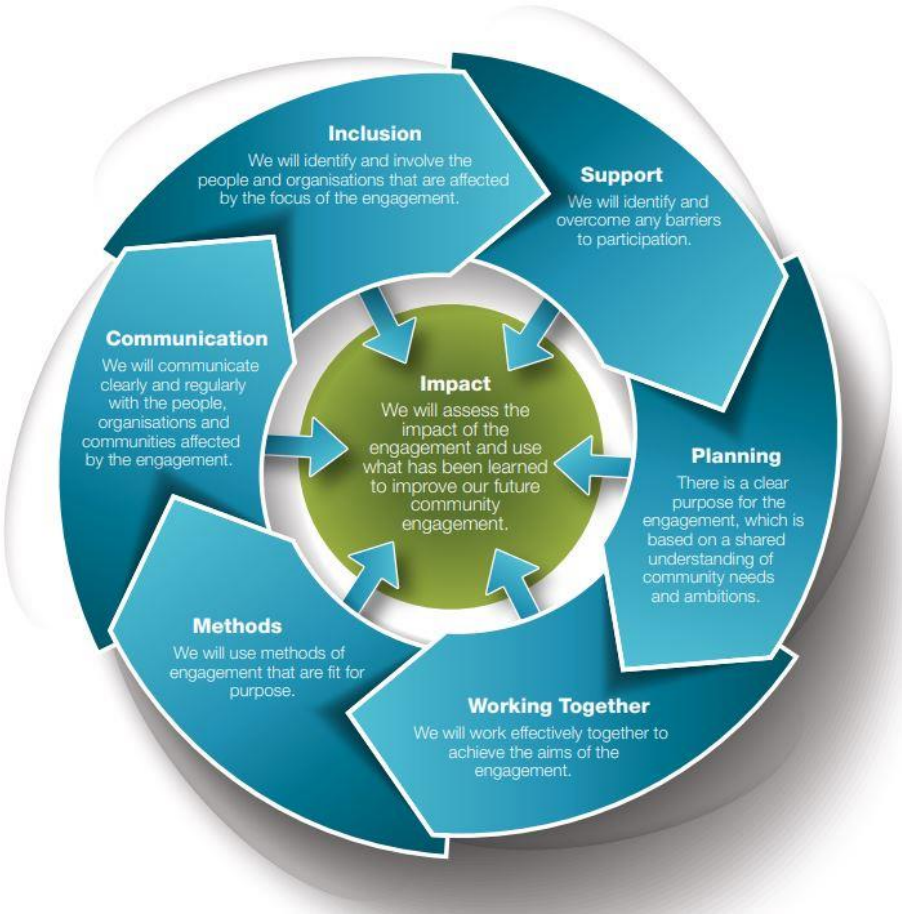 Inclusion
We will identify and involve the
people and organisations that are affected
by the focus of the engagement.
Support
We will identify and
overcome any barriers
to participation.
Planning
There is a clear
purpose for the
engagement, which is
based on a shared
understanding of
community needs
and ambitions.
Working Together
We will work effectively together to
achieve the aims of the
engagement.
Methods
We will use methods of
engagement that are fit for
purpose.
Communication
We will communicate
clearly and regularly
with the people,
organisations and
communities affected
by the engagement.
Impact
We will assess the
impact of the
engagement and use
what has been learned
to improve our future
community
engagement.